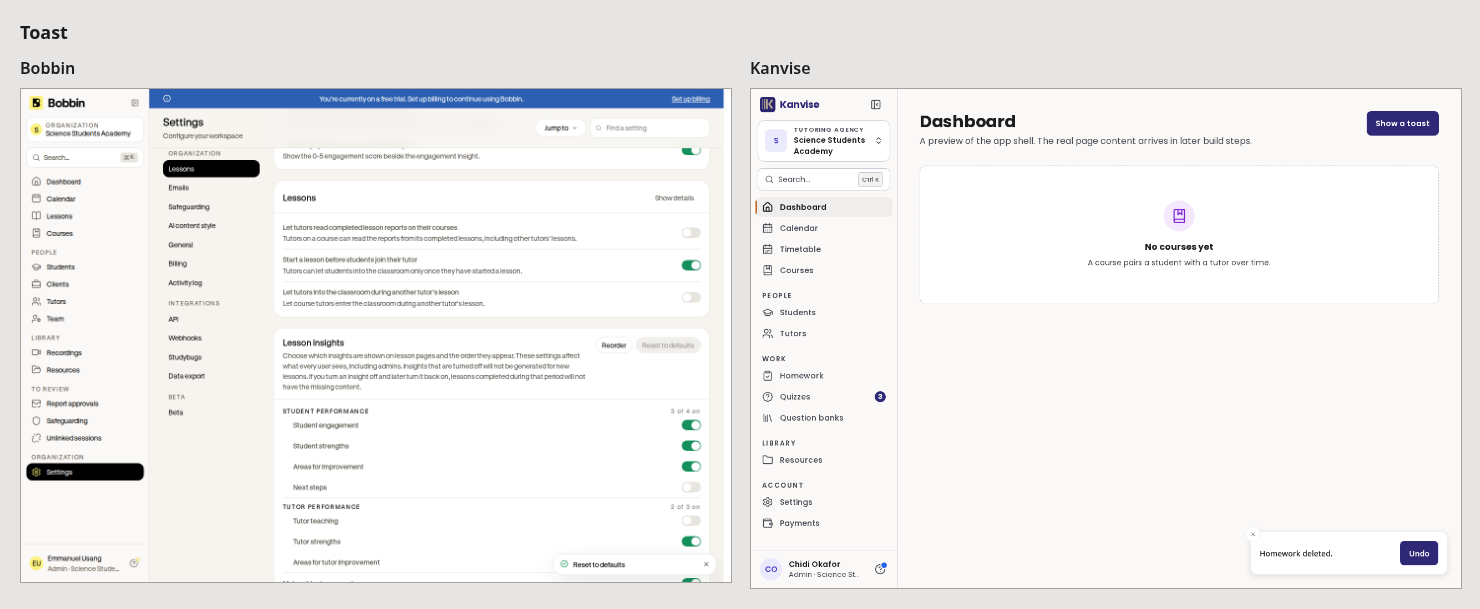 Toast
Bobbin
Bobbin
ORGANIZATION
Science Students Academy
Search...
⌘K
Dashboard
Calendar
Lessons
Courses
PEOPLE
Students
Clients
Tutors
Team
LIBRARY
Recordings
Resources
TO REVIEW
Report approvals
Safeguarding
Unlinked sessions
ORGANIZATION
Settings
EU
Emmanuel Usang
Admin · Science Stude...
You're currently on a free trial. Set up billing to continue using Bobbin.
Set up billing
Settings
Configure your workspace
Jump to
Find a setting
ORGANIZATION
Lessons
Emails
Safeguarding
AI content style
General
Billing
Activity log
INTEGRATIONS
API
Webhooks
Studybugs
Data export
BETA
Beta
Show the 0-5 engagement score beside the engagement insight.
Lessons
Show details
Let tutors read completed lesson reports on their courses
Tutors on a course can read the reports from its completed lessons, including other tutors' lessons.
Start a lesson before students join their tutor
Tutors can let students into the classroom only once they have started a lesson.
Let tutors into the classroom during another tutor's lesson
Let course tutors enter the classroom during another tutor's lesson.
Lesson insights
Reorder
Reset to defaults
Choose which insights are shown on lesson pages and the order they appear. These settings affect
what every user sees, including admins. Insights that are turned off will not be generated for new
lessons. If you turn an insight off and later turn it back on, lessons completed during that period will not
have the missing content.
STUDENT PERFORMANCE
3 of 4 on
Student engagement
Student strengths
Areas for improvement
Next steps
TUTOR PERFORMANCE
2 of 3 on
Tutor teaching
Tutor strengths
Areas for tutor improvement
Reset to defaults
Kanvise
Kanvise
S
TUTORING AGENCY
Science Students
Academy
Search...
Ctrl K
Dashboard
Calendar
Timetable
Courses
PEOPLE
Students
Tutors
WORK
Homework
Quizzes
3
Question banks
LIBRARY
Resources
ACCOUNT
Settings
Payments
CO
Chidi Okafor
Admin · Science St...
Dashboard
A preview of the app shell. The real page content arrives in later build steps.
Show a toast
No courses yet
A course pairs a student with a tutor over time.
Homework deleted.
Undo